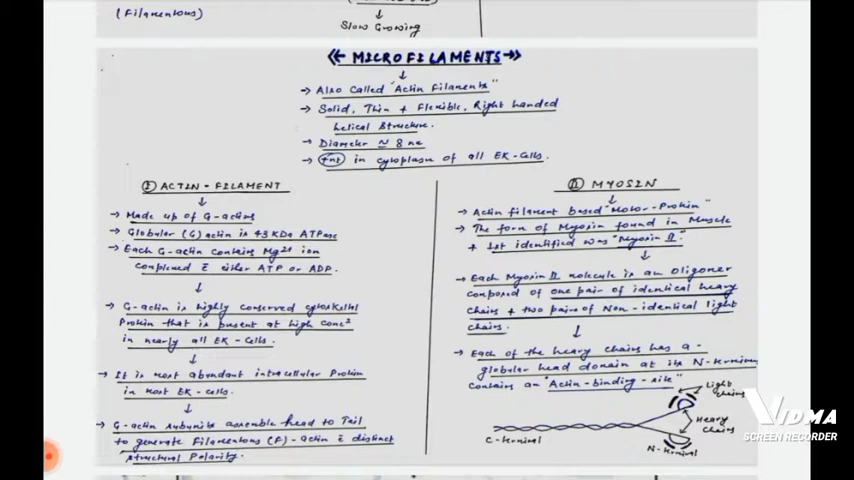 (Filamentous)
Slow Growing
MICROFILAMENTS
→ Also called "Actin Filaments"
→ Solid, Thin + Flexible, Right handed
helical structure.
→ Diameter ≈ 8 nm
→ +nt in cytoplasm of all EK-Cells.
Ⓘ ACTIN-FILAMENT
→ Made up of G-actins
→ Globular (G) actin is 43 KDa ATPase
→ Each G-actin contains Mg2+ ion
complexed c̄ either ATP or ADP.
→ G-actin is highly conserved cytoskeletal
Protein that is present at high concn
in nearly all EK-Cells.
→ It is most abundant intracellular Protein
in most EK-cells.
→ G-actin subunits assemble head to Tail
to generate Filamentous (F)-actin c̄ distinct
structural Polarity.
Ⅱ MYOSIN
→ Actin filament based "Motor-Protein"
→ The form of Myosin found in Muscle
+ 1st identified was "Myosin Ⅱ".
→ Each Myosin Ⅱ molecule is an oligomer
composed of one pair of identical heavy
chains + two pairs of Non-identical light
chains.
→ Each of the heavy chains has a
globular head domain at its N-terminus
contains an "Actin-binding-site"
Light
chains
Heavy
chains
C-terminal
N-terminal
VIDMA
SCREEN RECORDER